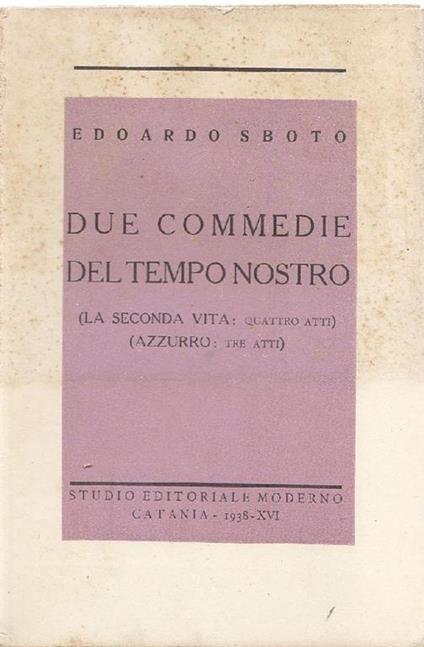 EDOARDO SBOTO
DUE COMMEDIE
DEL TEMPO NOSTRO
(LA SECONDA VITA: QUATTRO ATTI)
(AZZURRO: TRE ATTI)
STUDIO EDITORIALE MODERNO
CATANIA - 1938-XVI